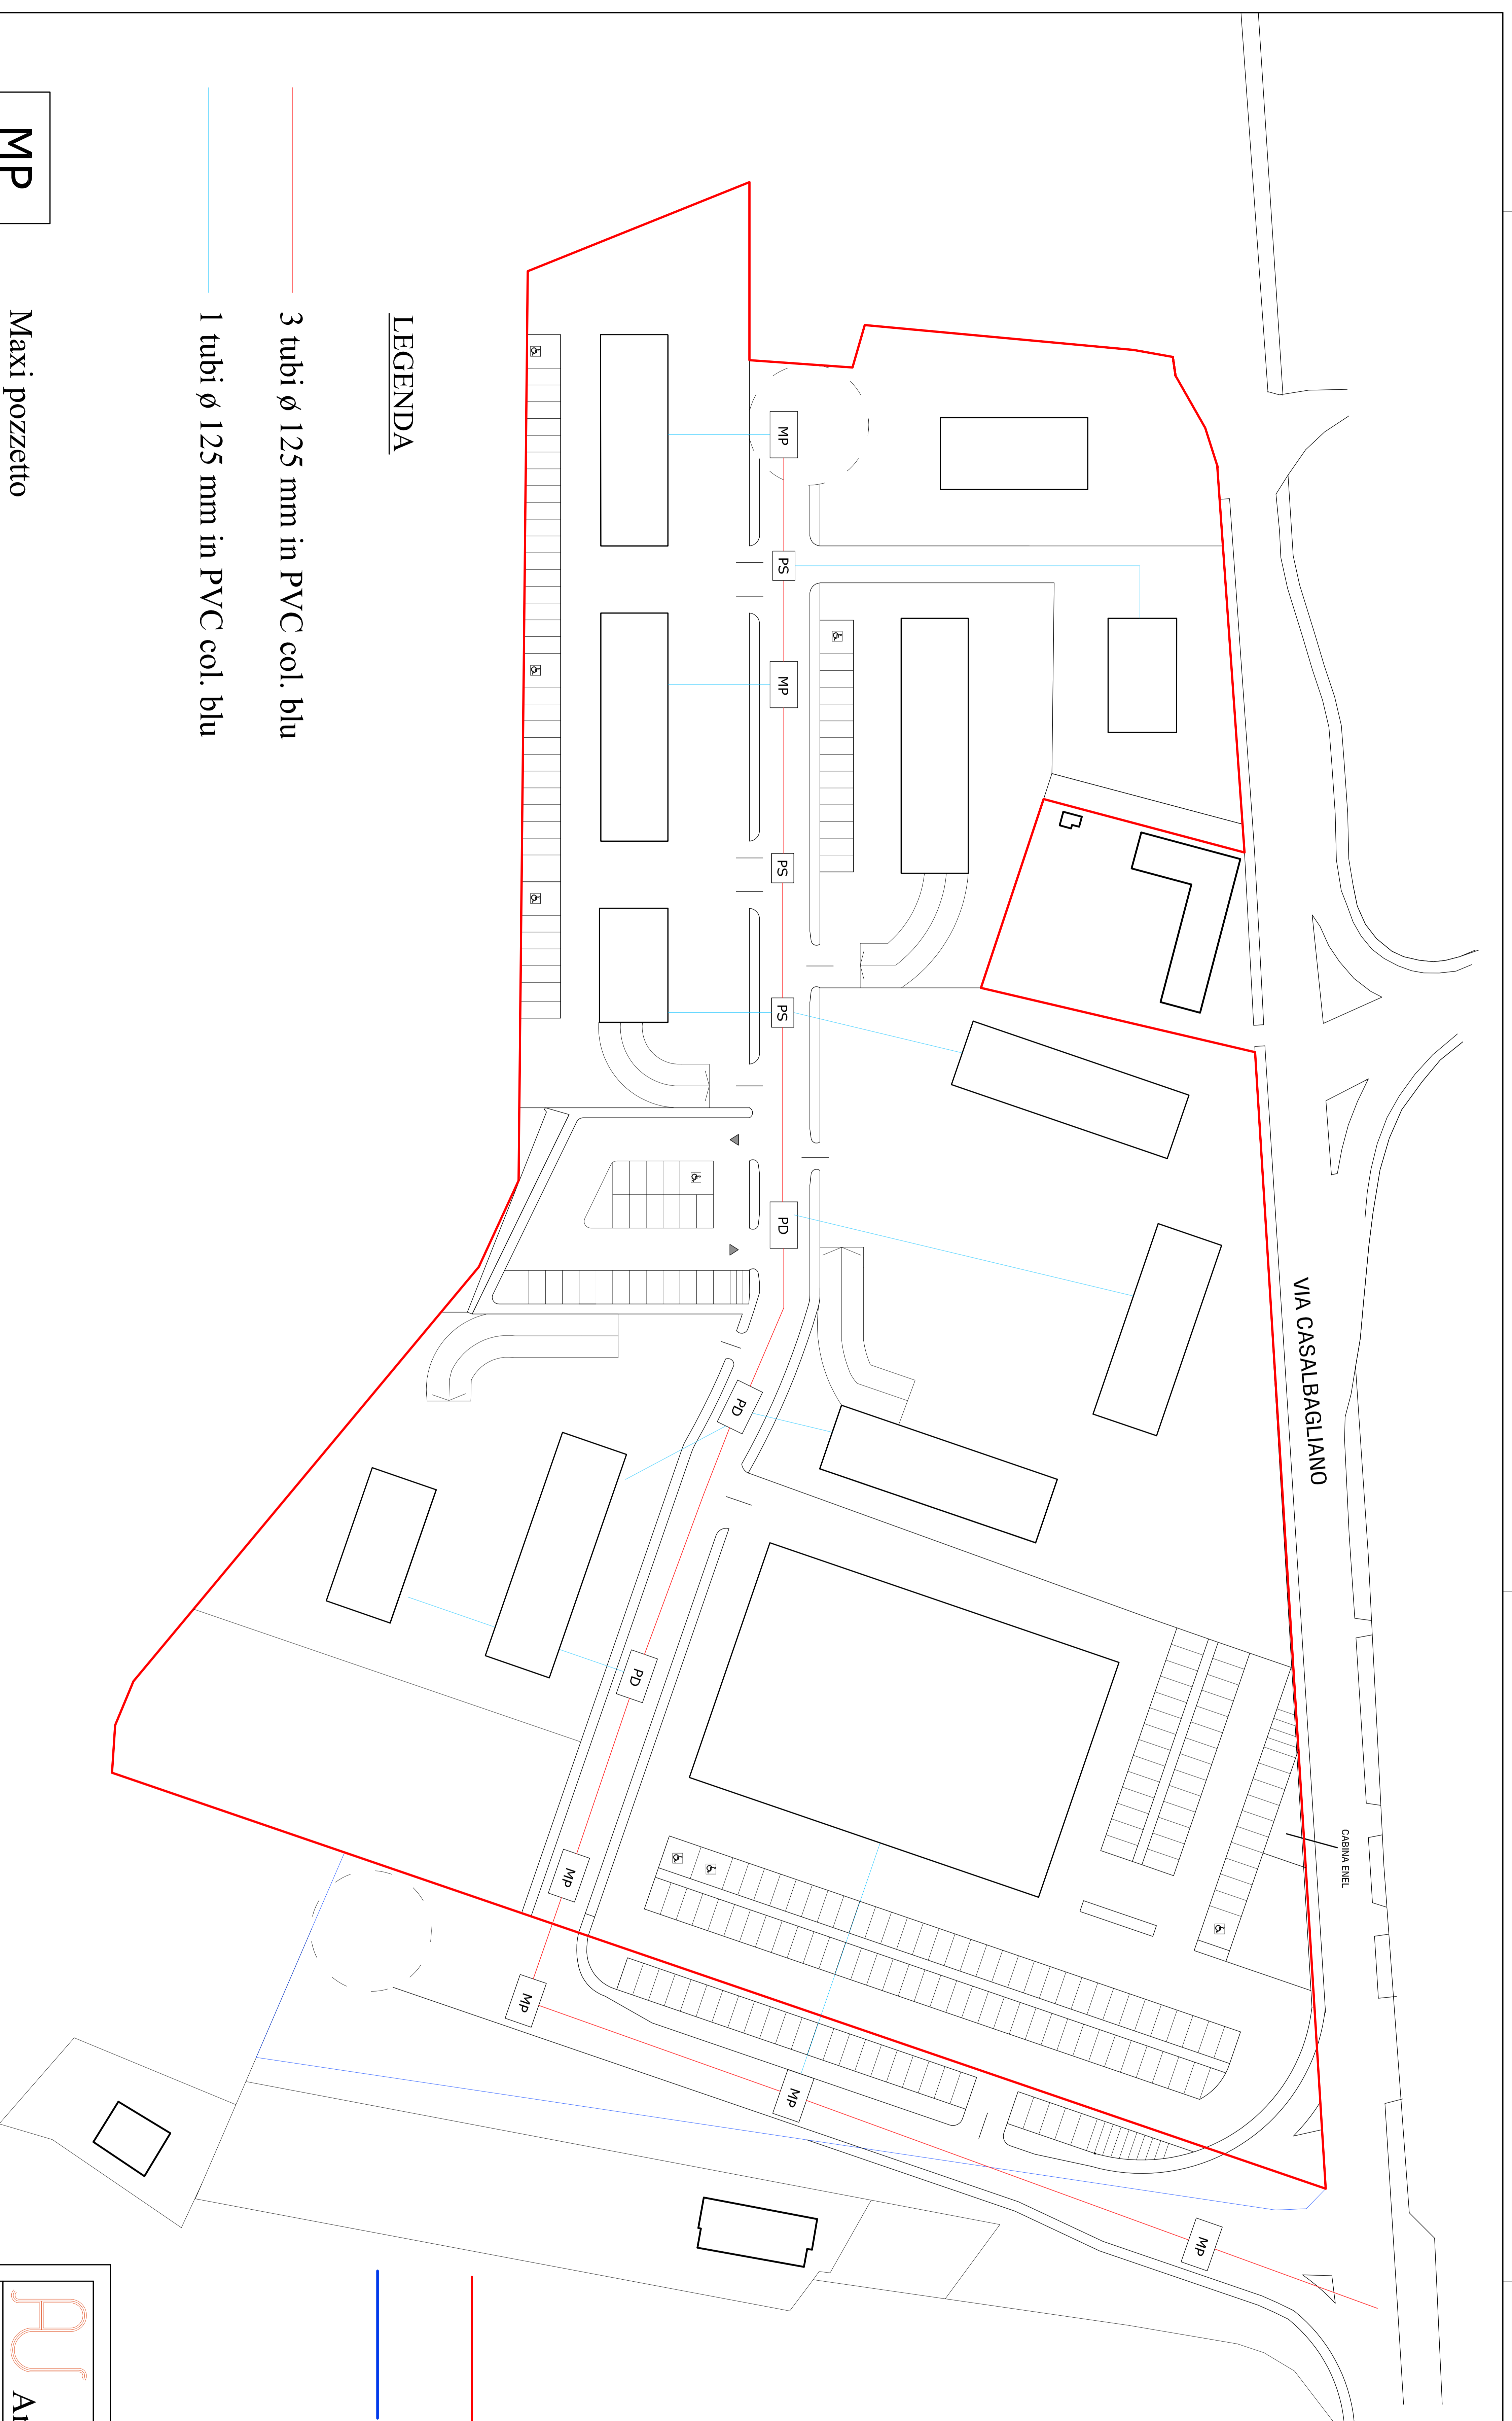 VIA CASALBAGLIANO
CABINA ENEL
MP
PS
MP
PS
PS
PD
PD
PD
MP
MP
MP
MP
LEGENDA
3 tubi ø 125 mm in PVC col. blu
1 tubi ø 125 mm in PVC col. blu
MP
Maxi pozzetto